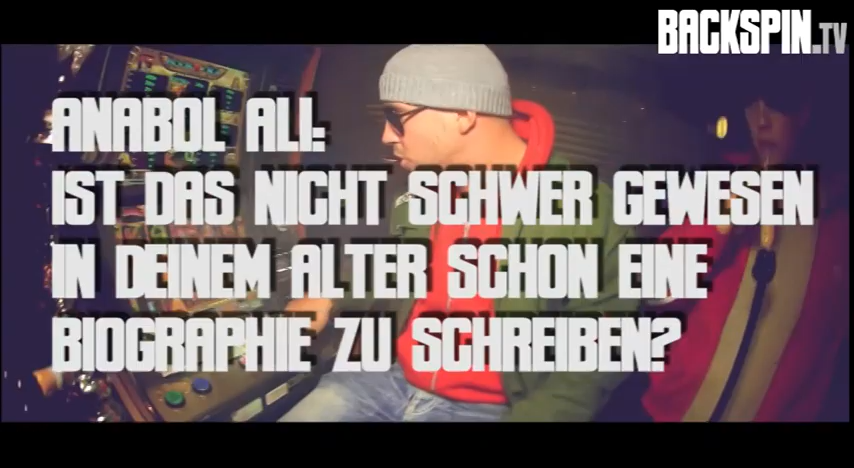 BACKSPIN.TV
ANABOL ALI:
IST DAS NICHT SCHWER GEWESEN
IN DEINEM ALTER SCHON EINE
BIOGRAPHIE ZU SCHREIBEN?